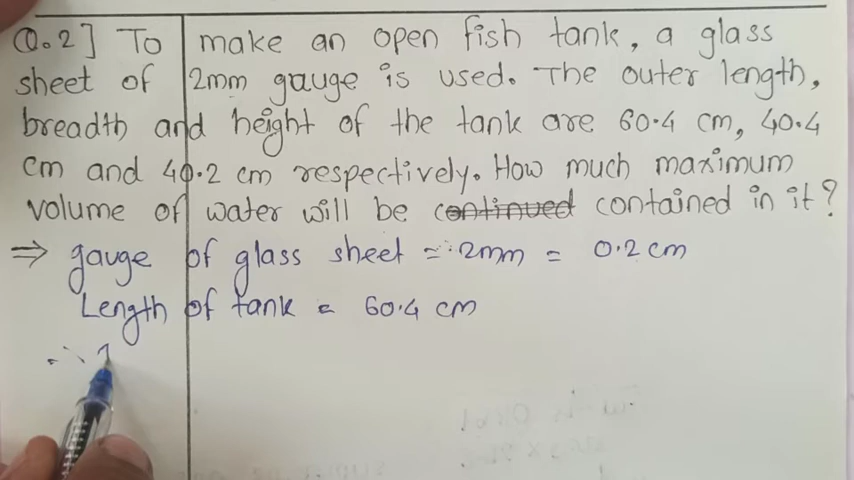 Q.2] To make an open fish tank, a glass
sheet of 2mm gauge is used. The outer length,
breadth and height of the tank are 60.4 cm, 40.4
cm and 40.2 cm respectively. How much maximum
volume of water will be continued contained in it?
⇒ gauge of glass sheet = 2mm = 0.2 cm
Length of tank = 60.4 cm
∴